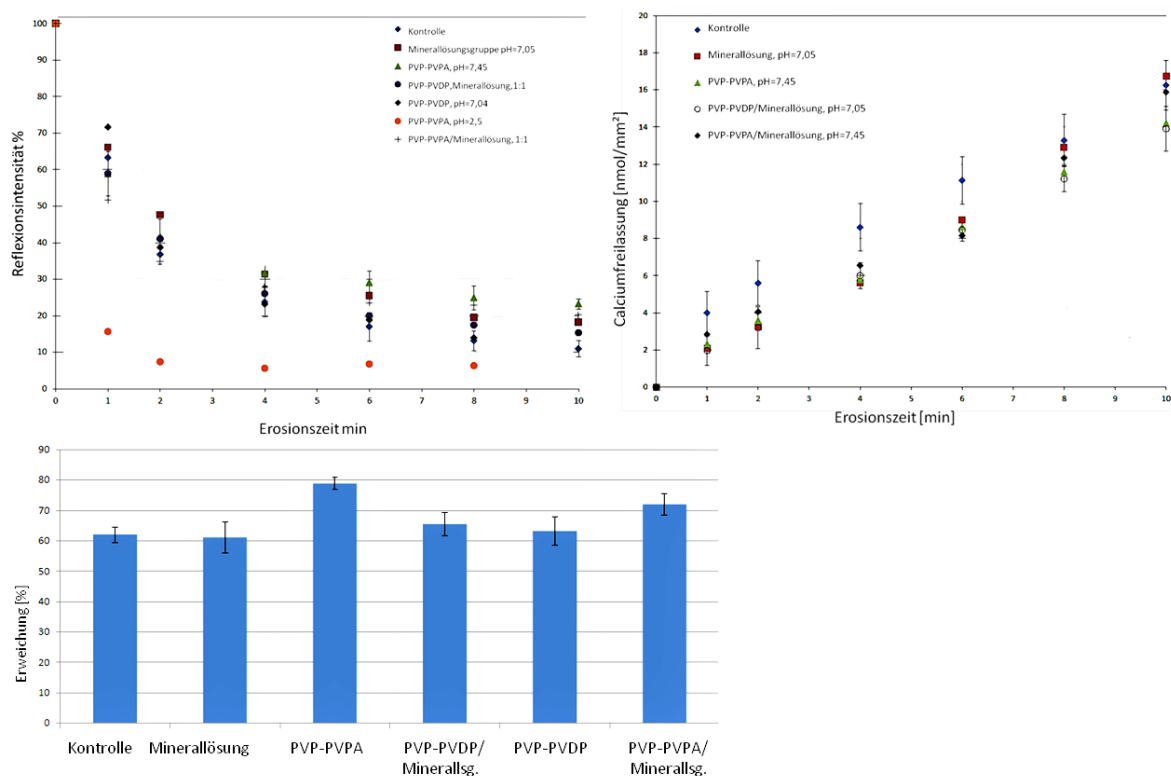 100
90
80
70
60
50
40
30
20
10
0
Reflexionsintensität %
0 1 2 3 4 5 6 7 8 9 10
Erosionszeit min
Kontrolle
Minerallösungsgruppe pH=7,05
PVP-PVPA, pH=7,45
PVP-PVDP,Minerallösung,1:1
PVP-PVDP, pH=7,04
PVP-PVPA, pH=2,5
PVP-PVPA/Minerallösung, 1:1
20
18
16
14
12
10
8
6
4
2
0
Calciumfreilassung [nmol/mm²]
0 1 2 3 4 5 6 7 8 9 10
Erosionszeit [min]
Kontrolle
Minerallösung, pH=7,05
PVP-PVPA, pH=7,45
PVP-PVDP/Minerallösung, pH=7,05
PVP-PVPA/Minerallösung, pH=7,45
90
80
70
60
50
40
30
20
10
0
Erweichung [%]
Kontrolle Minerallösung PVP-PVPA PVP-PVDP/ PVP-PVDP PVP-PVPA/
Minerallsg. Minerallsg.